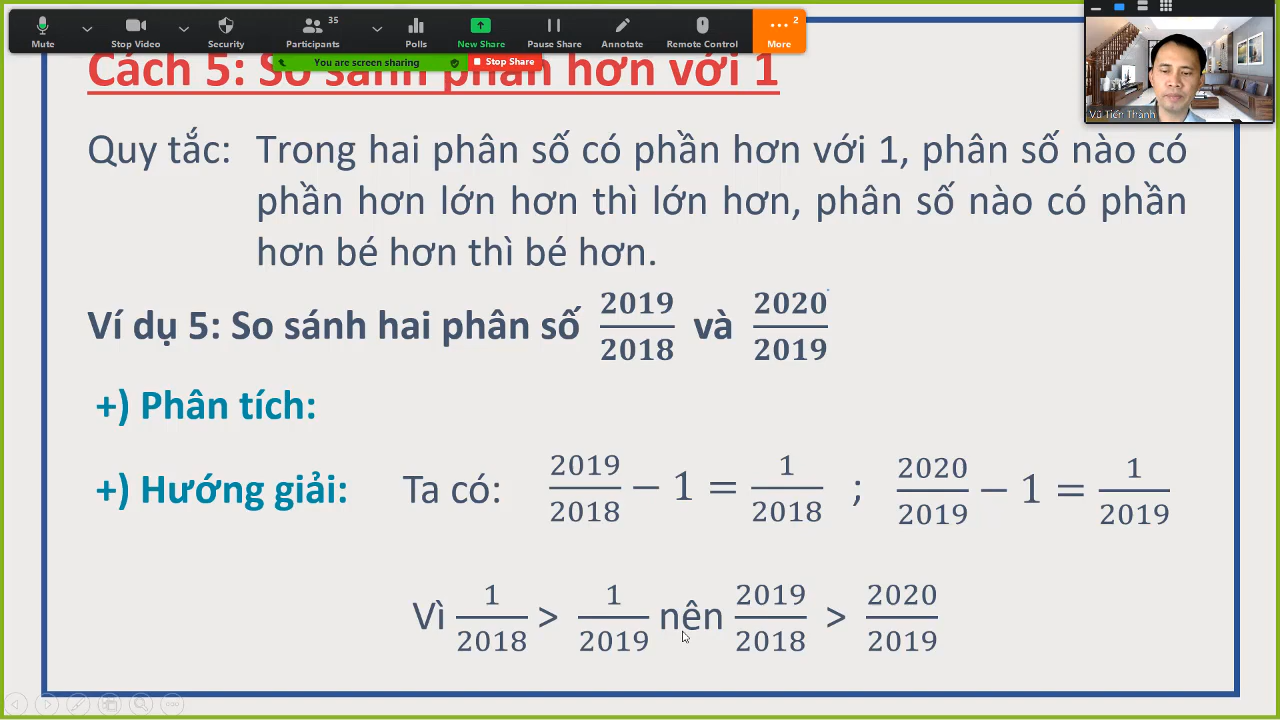 35
2
Mute
Stop Video
Security
Participants
Polls
New Share
Pause Share
Annotate
Remote Control
More
You are screen sharing
Stop Share
Vũ Tiến Thành
Cách 5: So sánh phần hơn với 1
Quy tắc: Trong hai phân số có phần hơn với 1, phân số nào có
phần hơn lớn hơn thì lớn hơn, phân số nào có phần
hơn bé hơn thì bé hơn.
Ví dụ 5: So sánh hai phân số 2019/2018 và 2020/2019
+) Phân tích:
+) Hướng giải: Ta có: 2019/2018 − 1 = 1/2018 ; 2020/2019 − 1 = 1/2019
Vì 1/2018 > 1/2019 nên 2019/2018 > 2020/2019